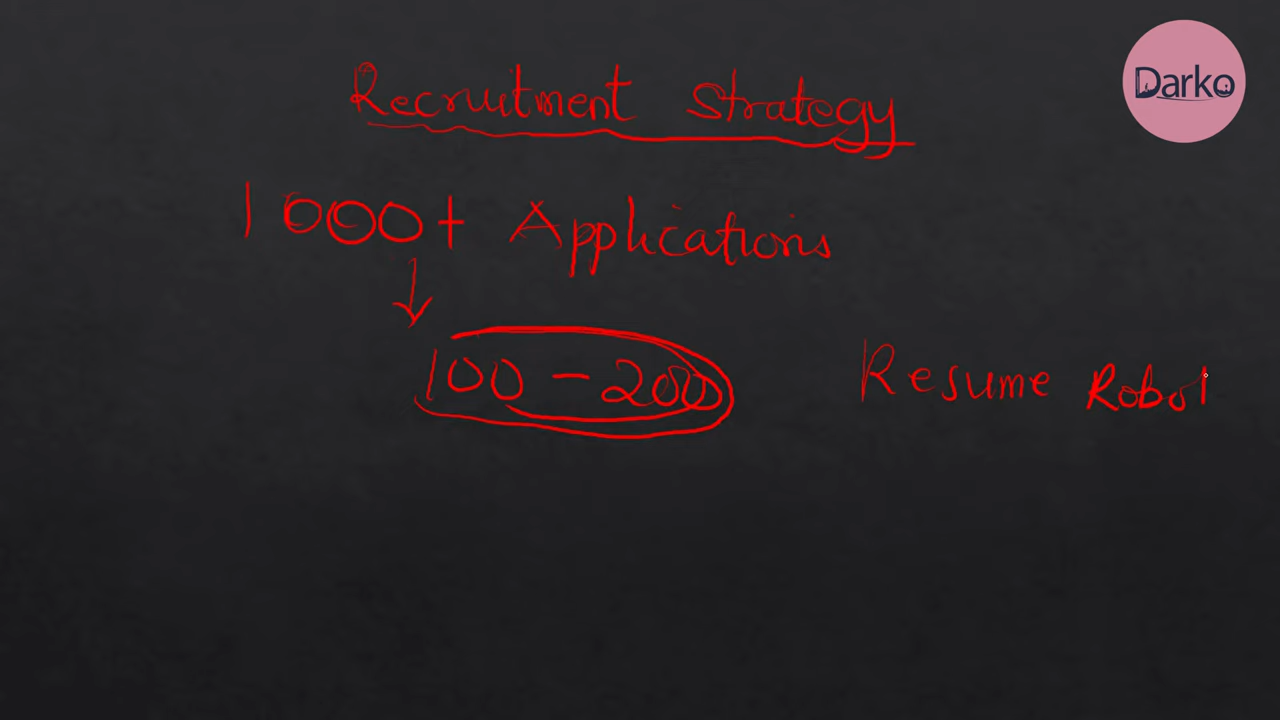 Darko
Recruitment Strategy
1000+ Applications
100 - 200
Resume Robot